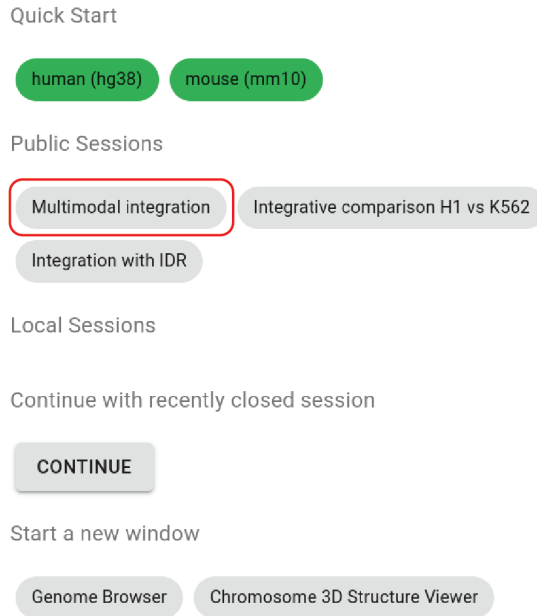 Quick Start
human (hg38) mouse (mm10)
Public Sessions
Multimodal integration Integrative comparison H1 vs K562
Integration with IDR
Local Sessions
Continue with recently closed session
CONTINUE
Start a new window
Genome Browser Chromosome 3D Structure Viewer